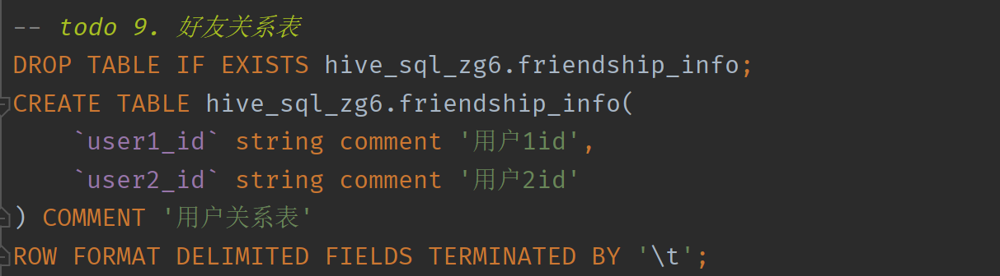 -- todo 9. 好友关系表
DROP TABLE IF EXISTS hive_sql_zg6.friendship_info;
CREATE TABLE hive_sql_zg6.friendship_info(
    `user1_id` string comment '用户1id',
    `user2_id` string comment '用户2id'
) COMMENT '用户关系表'
ROW FORMAT DELIMITED FIELDS TERMINATED BY '\t';